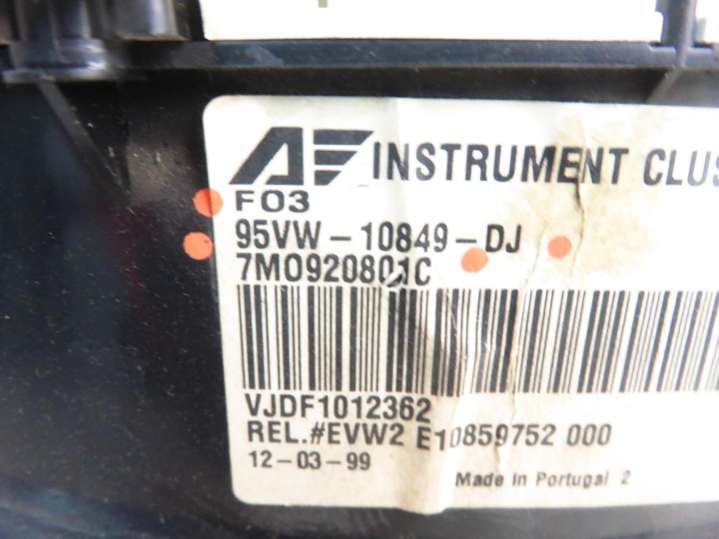 AF INSTRUMENT CLUS
F03
95VW-10849-DJ
7M0920801C
VJDF1012362
REL.#EVW2 E10859752 000
12-03-99
Made in Portugal 2